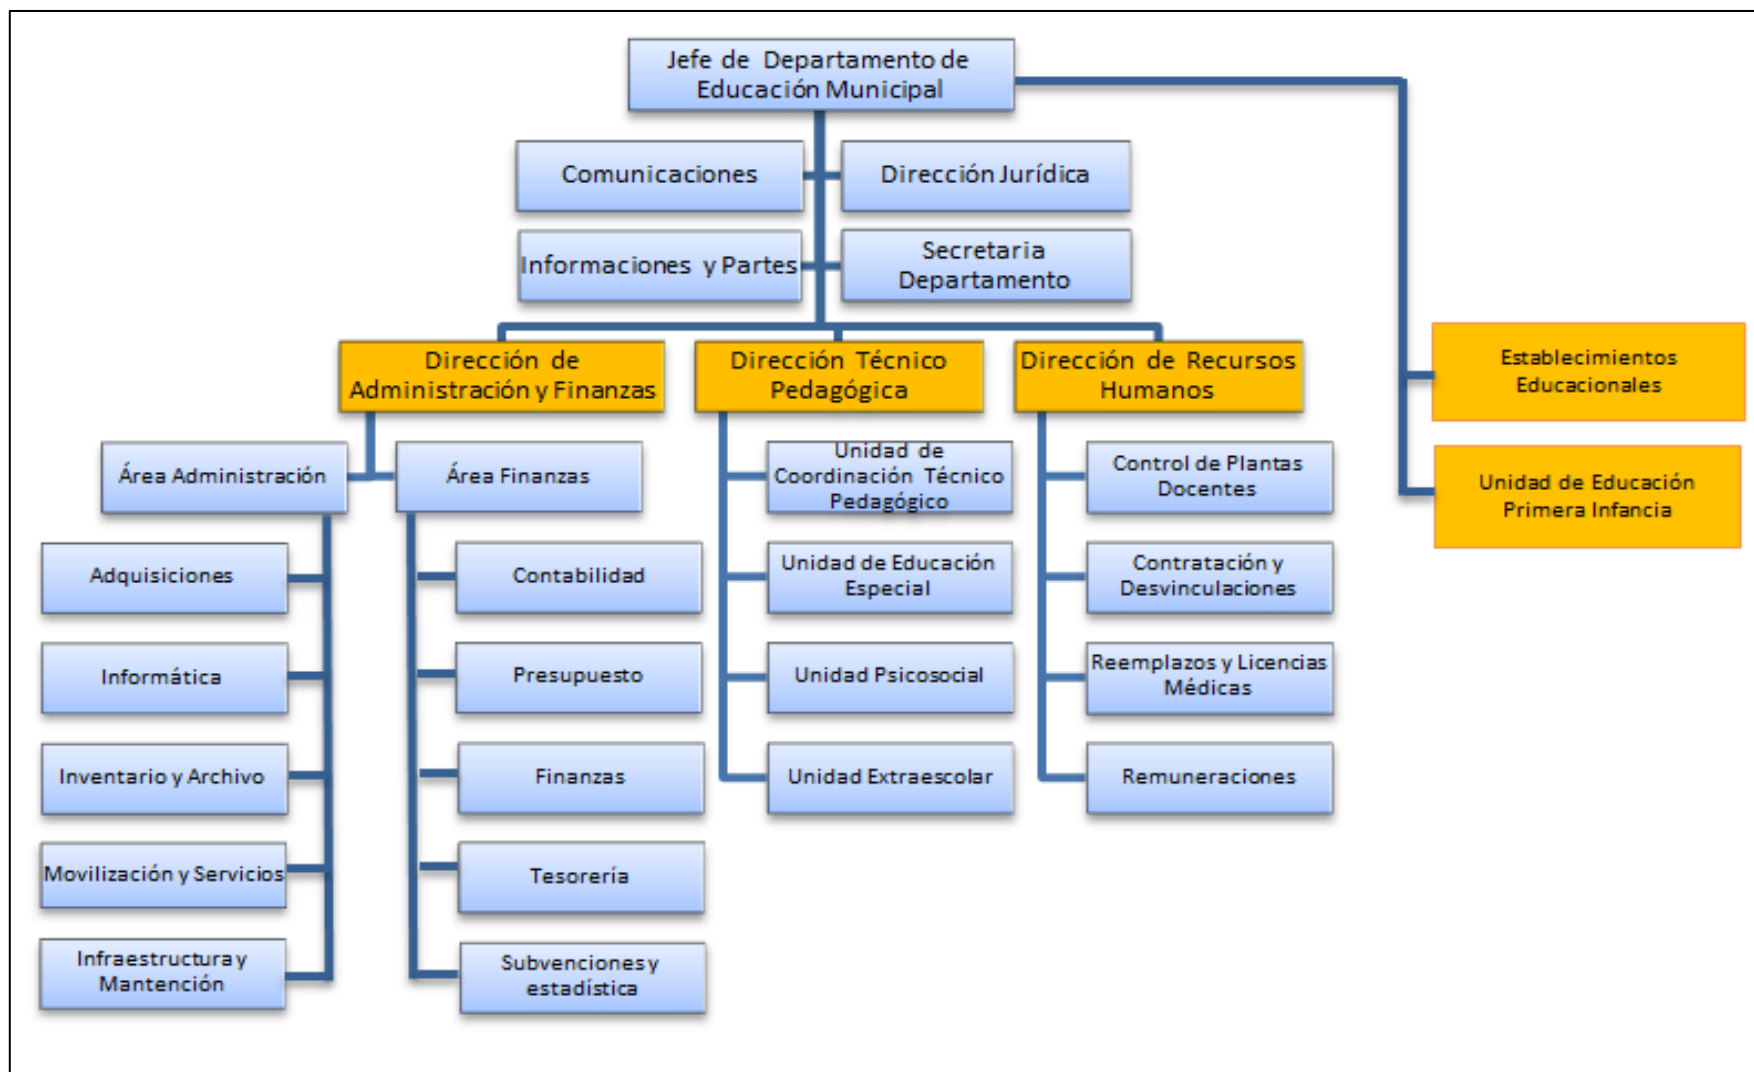 Jefe de Departamento de
Educación Municipal
Comunicaciones
Dirección Jurídica
Informaciones y Partes
Secretaria
Departamento
Dirección de
Administración y Finanzas
Dirección Técnico
Pedagógica
Dirección de Recursos
Humanos
Establecimientos
Educacionales
Unidad de Educación
Primera Infancia
Área Administración
Área Finanzas
Unidad de
Coordinación Técnico
Pedagógico
Control de Plantas
Docentes
Adquisiciones
Contabilidad
Unidad de Educación
Especial
Contratación y
Desvinculaciones
Informática
Presupuesto
Unidad Psicosocial
Reemplazos y Licencias
Médicas
Inventario y Archivo
Finanzas
Unidad Extraescolar
Remuneraciones
Movilización y Servicios
Tesorería
Infraestructura y
Mantención
Subvenciones y
estadística